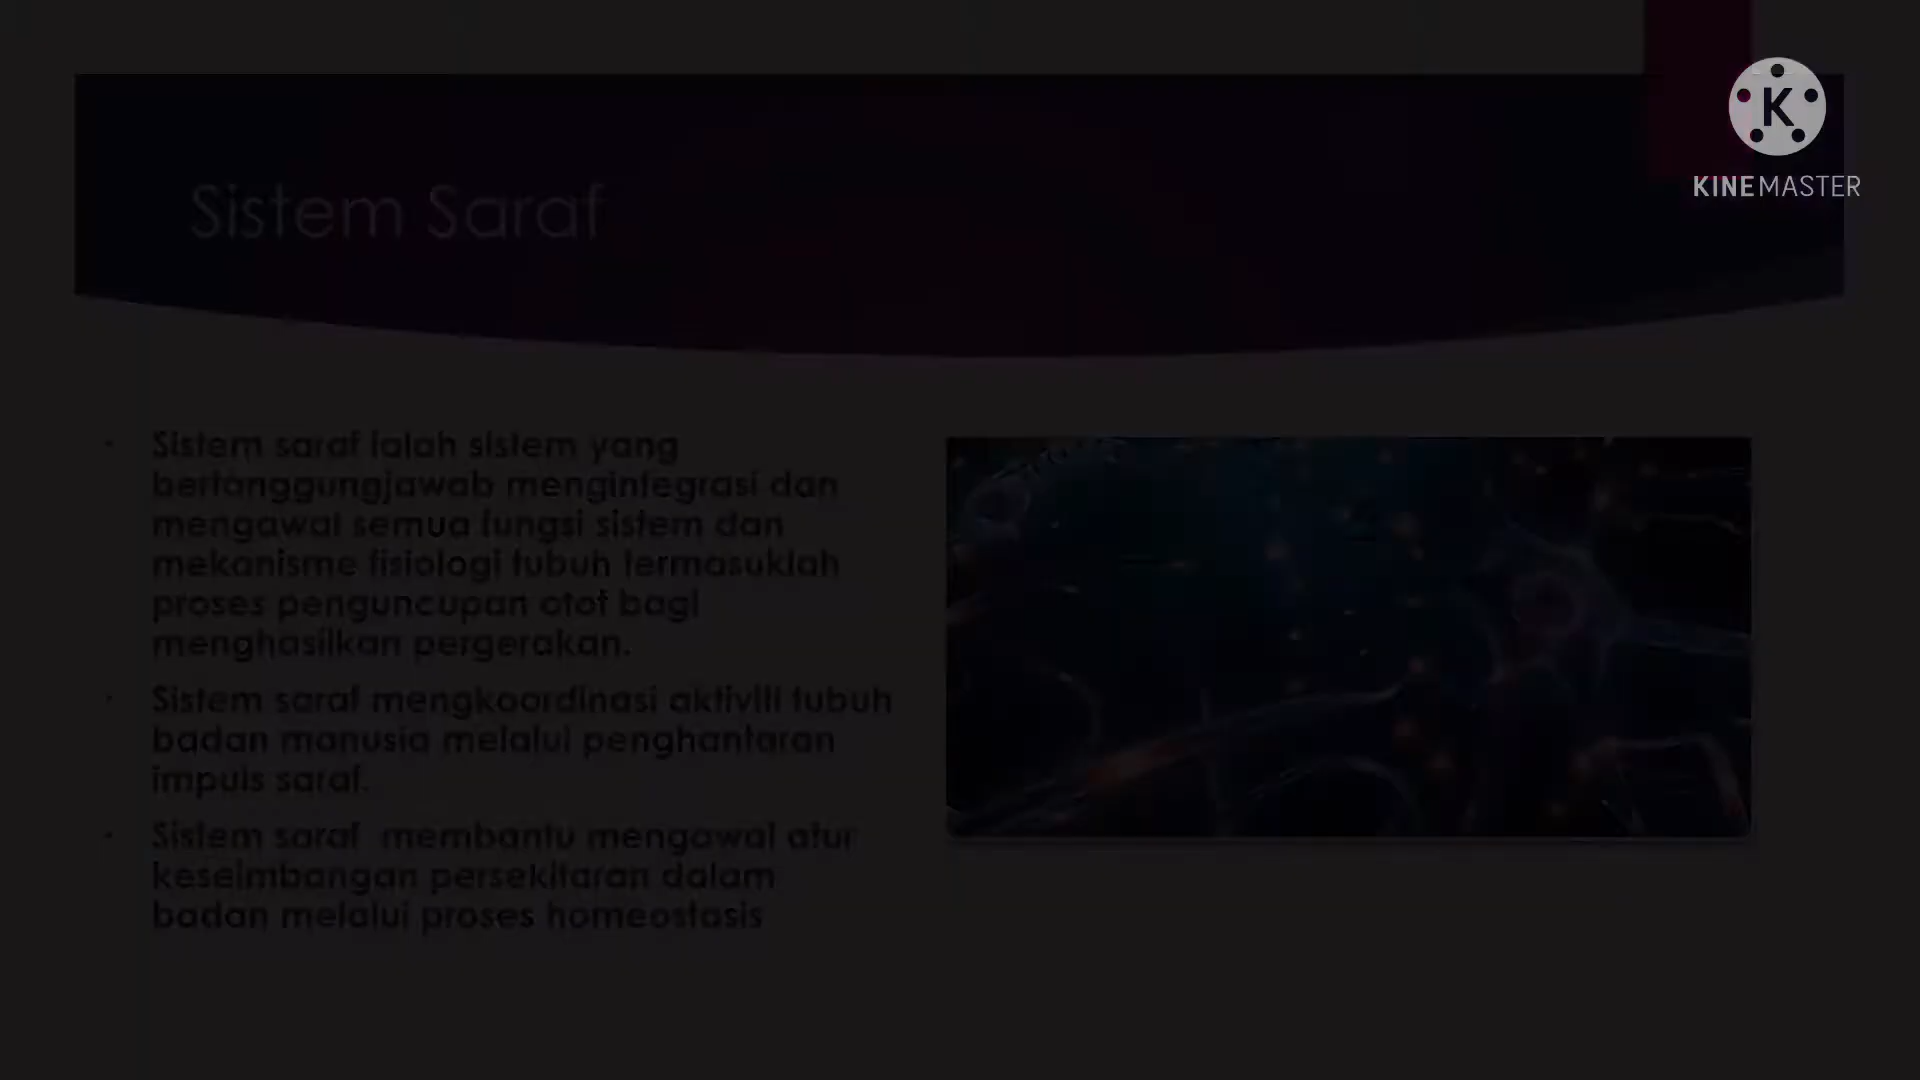 K
KINEMASTER
Sistem Saraf
• Sistem saraf ialah sistem yang
bertanggungjawab mengintegrasi dan
mengawal semua fungsi sistem dan
mekanisme fisiologi tubuh termasuklah
proses penguncupan otot bagi
menghasilkan pergerakan.
• Sistem saraf mengkoordinasi aktiviti tubuh
badan manusia melalui penghantaran
impuls saraf.
• Sistem saraf membantu mengawal atur
keseimbangan persekitaran dalam
badan melalui proses homeostasis